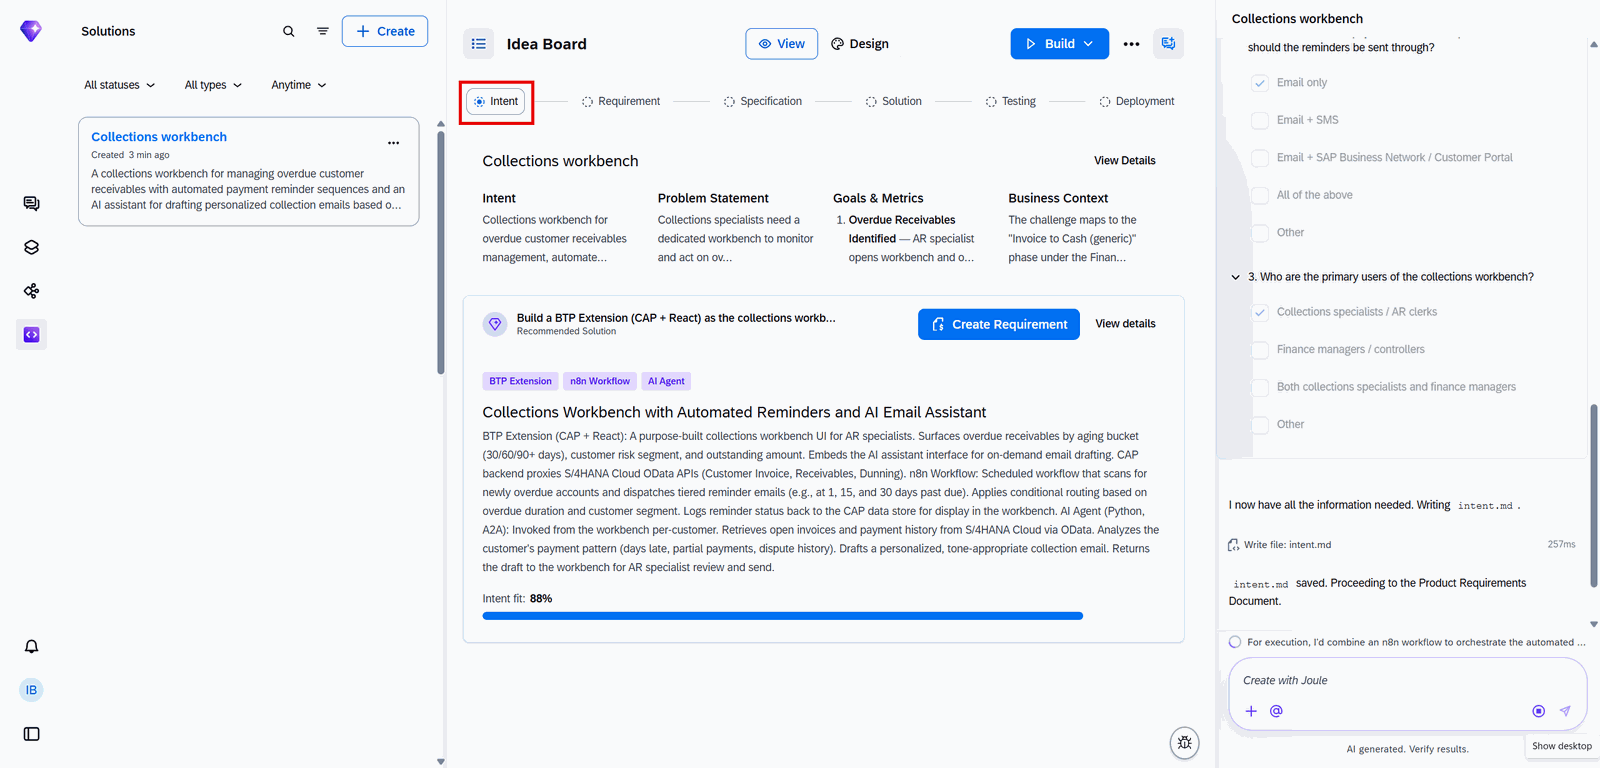 Solutions
Create
All statuses
All types
Anytime
Collections workbench
Created 3 min ago
A collections workbench for managing overdue customer
receivables with automated payment reminder sequences and an
AI assistant for drafting personalized collection emails based o...
IB
Idea Board
View
Design
Build
Intent
Requirement
Specification
Solution
Testing
Deployment
Collections workbench
View Details
Intent
Collections workbench for
overdue customer receivables
management, automate...
Problem Statement
Collections specialists need a
dedicated workbench to monitor
and act on ov...
Goals & Metrics
1. Overdue Receivables
Identified — AR specialist
opens workbench and o...
Business Context
The challenge maps to the
"Invoice to Cash (generic)"
phase under the Finan...
Build a BTP Extension (CAP + React) as the collections workb...
Recommended Solution
Create Requirement
View details
BTP Extension
n8n Workflow
AI Agent
Collections Workbench with Automated Reminders and AI Email Assistant
BTP Extension (CAP + React): A purpose-built collections workbench UI for AR specialists. Surfaces overdue receivables by aging bucket
(30/60/90+ days), customer risk segment, and outstanding amount. Embeds the AI assistant interface for on-demand email drafting. CAP
backend proxies S/4HANA Cloud OData APIs (Customer Invoice, Receivables, Dunning). n8n Workflow: Scheduled workflow that scans for
newly overdue accounts and dispatches tiered reminder emails (e.g., at 1, 15, and 30 days past due). Applies conditional routing based on
overdue duration and customer segment. Logs reminder status back to the CAP data store for display in the workbench. AI Agent (Python,
A2A): Invoked from the workbench per-customer. Retrieves open invoices and payment history from S/4HANA Cloud via OData. Analyzes the
customer's payment pattern (days late, partial payments, dispute history). Drafts a personalized, tone-appropriate collection email. Returns
the draft to the workbench for AR specialist review and send.
Intent fit: 88%
Collections workbench
should the reminders be sent through?
Email only
Email + SMS
Email + SAP Business Network / Customer Portal
All of the above
Other
3. Who are the primary users of the collections workbench?
Collections specialists / AR clerks
Finance managers / controllers
Both collections specialists and finance managers
Other
I now have all the information needed. Writing intent.md .
Write file: intent.md
257ms
intent.md saved. Proceeding to the Product Requirements
Document.
For execution, I'd combine an n8n workflow to orchestrate the automated ...
Create with Joule
AI generated. Verify results.
Show desktop